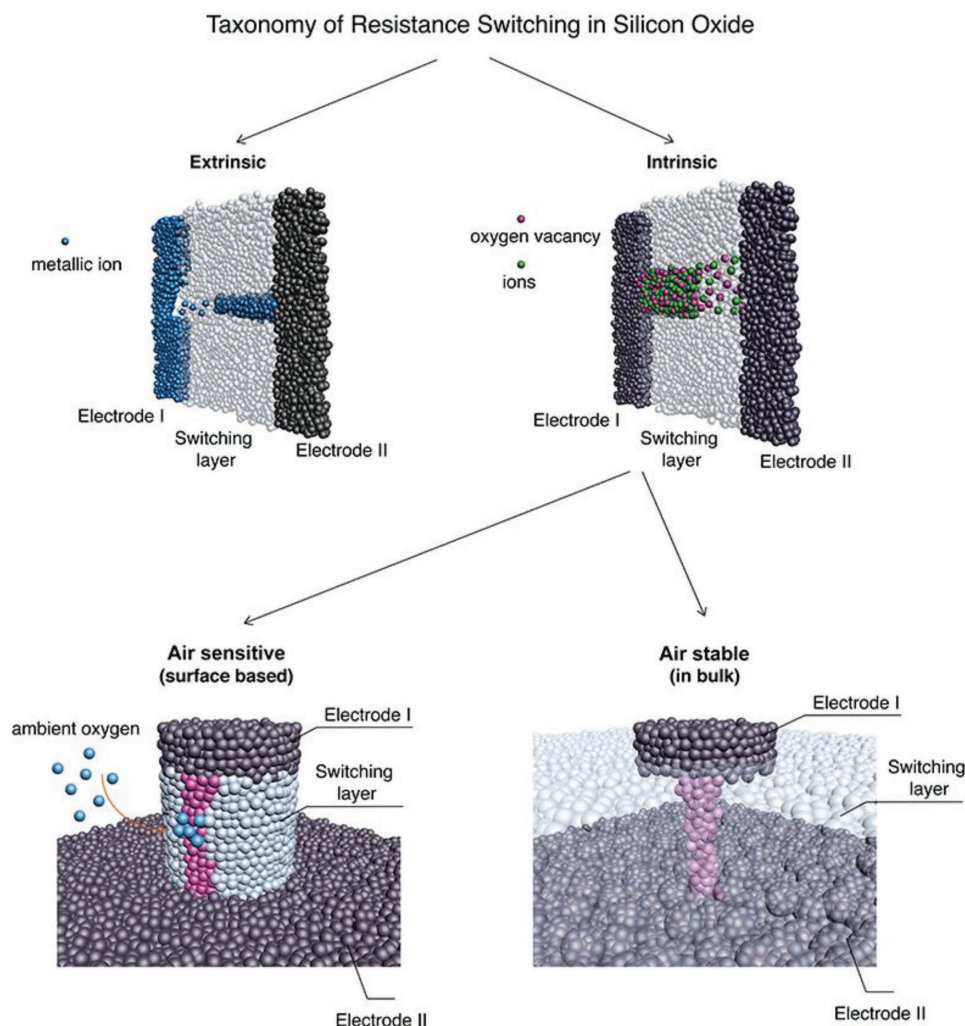 Taxonomy of Resistance Switching in Silicon Oxide
Extrinsic
metallic ion
Electrode I
Switching
layer
Electrode II
Intrinsic
oxygen vacancy
ions
Electrode I
Switching
layer
Electrode II
Air sensitive
(surface based)
ambient oxygen
Electrode I
Switching
layer
Electrode II
Air stable
(in bulk)
Electrode I
Switching
layer
Electrode II